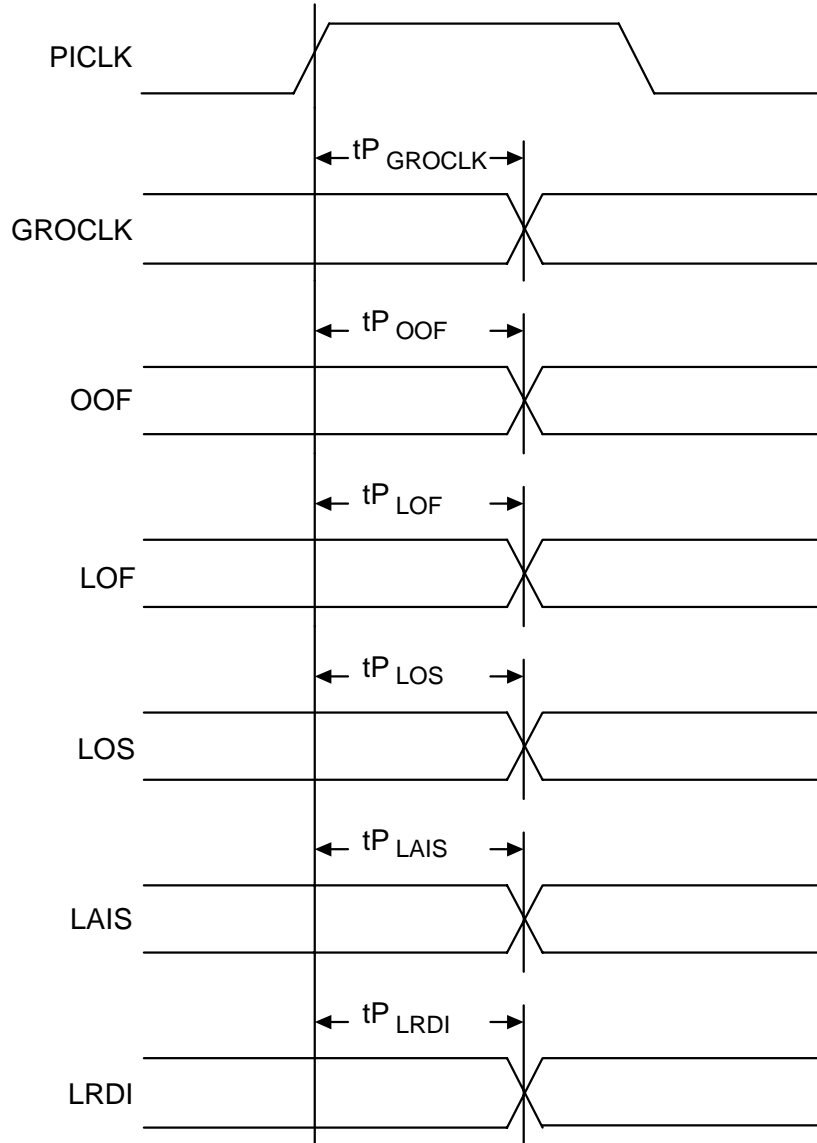 PICLK
tP GROCLK
GROCLK
tP OOF
OOF
tP LOF
LOF
tP LOS
LOS
tP LAIS
LAIS
tP LRDI
LRDI